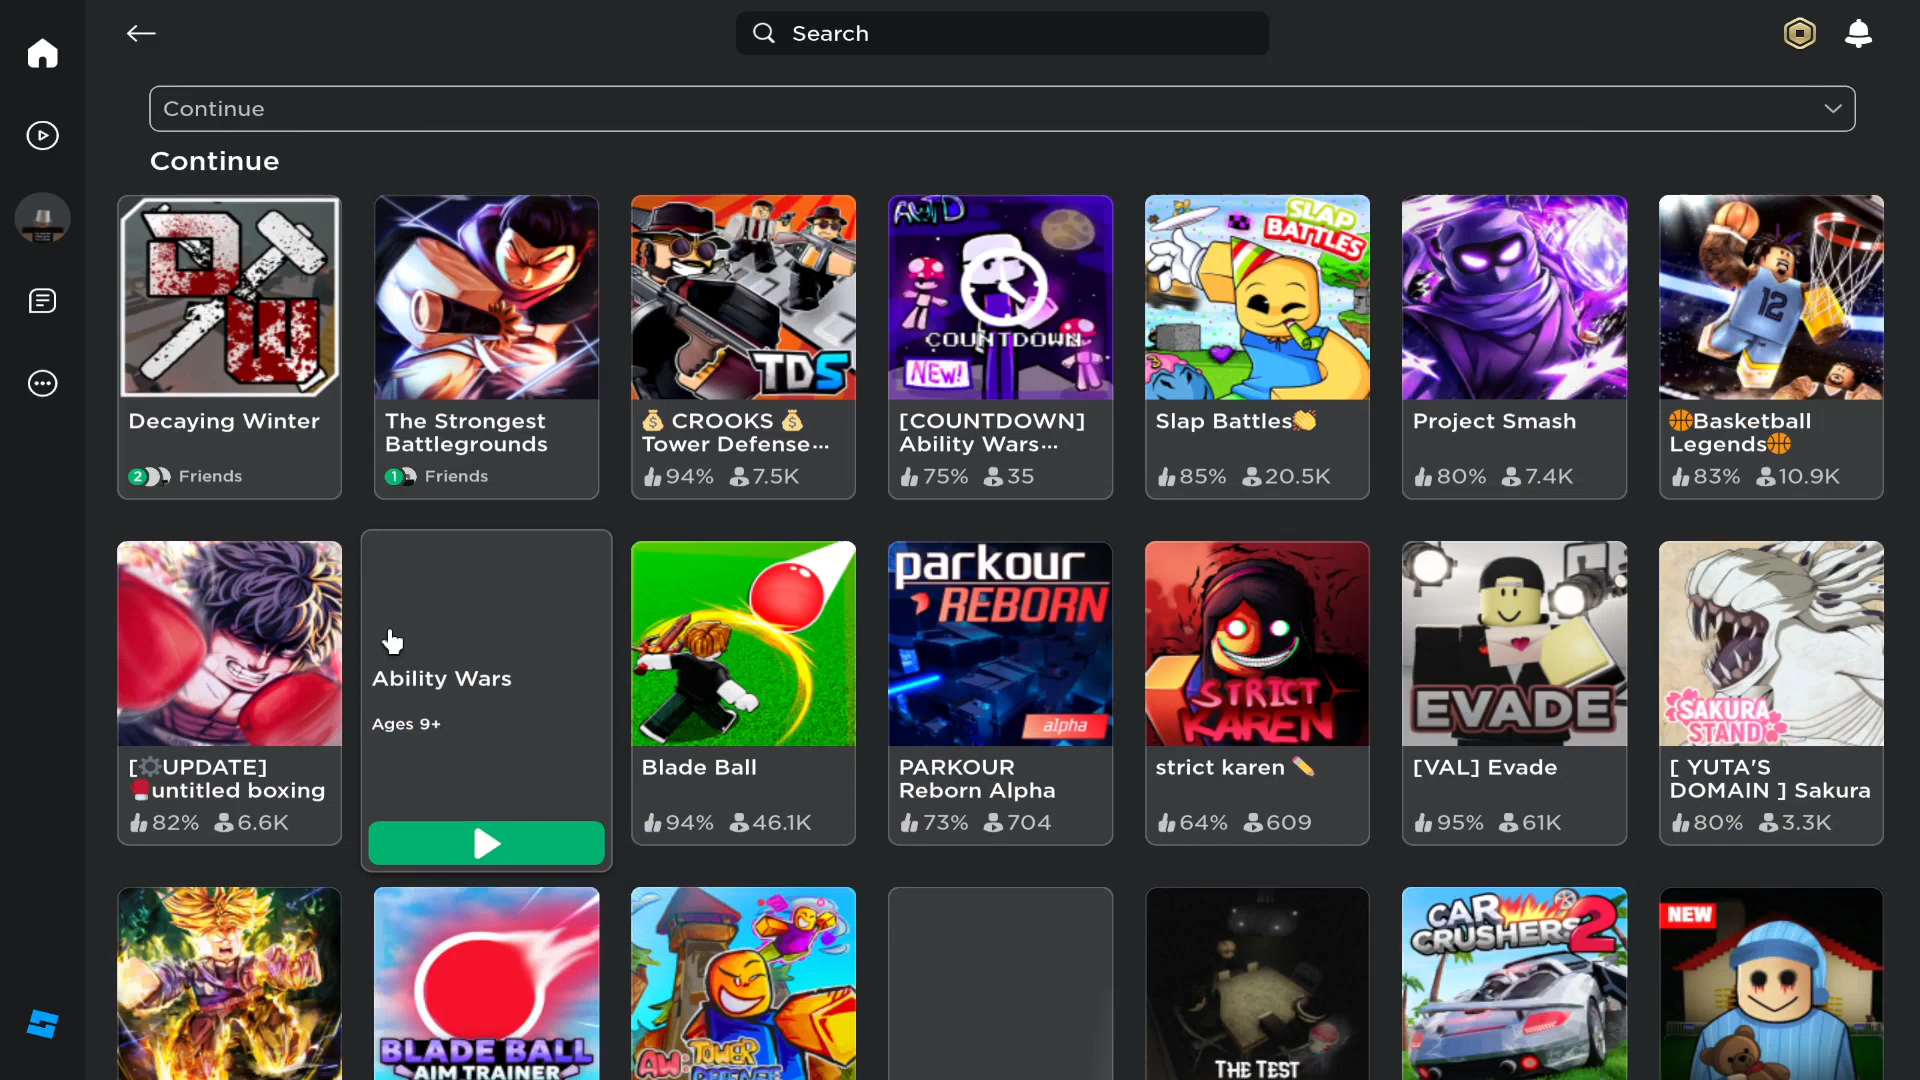 Search
Continue
Continue
DW
TDS
AWTD
COUNTDOWN
NEW!
SLAP
BATTLES
12
Decaying Winter
The Strongest
Battlegrounds
💰 CROOKS 💰
Tower Defense...
[COUNTDOWN]
Ability Wars...
Slap Battles👏
Project Smash
🏀Basketball
Legends🏀
2 Friends
1 Friends
94% 7.5K
75% 35
85% 20.5K
80% 7.4K
83% 10.9K
parkour
REBORN
alpha
STRICT
KAREN
EVADE
SAKURA
STAND
Ability Wars
Ages 9+
[⚙️UPDATE]
🥊untitled boxing
Blade Ball
PARKOUR
Reborn Alpha
strict karen ✏️
[VAL] Evade
[ YUTA'S
DOMAIN ] Sakura
82% 6.6K
94% 46.1K
73% 704
64% 609
95% 61K
80% 3.3K
BLADE BALL
AIM TRAINER
AW: TOWER
DEFENSE
THE TEST
CAR
CRUSHERS 2
NEW